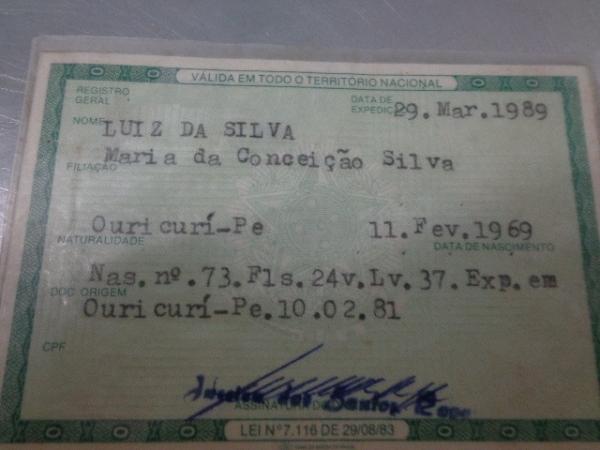 VÁLIDA EM TODO O TERRITÓRIO NACIONAL
REGISTRO GERAL
DATA DE EXPEDIÇ 29. Mar. 1989
NOME LUIZ DA SILVA
Maria da Conceição Silva
FILIAÇÃO
Ouricurí-Pe 11. Fev. 1969
NATURALIDADE DATA DE NASCIMENTO
Nas. nº. 73. Fls. 24v. Lv. 37. Exp. em
DOC ORIGEM
Ouricurí-Pe. 10.02.81
CPF
ASSINATURA
LEI Nº 7.116 DE 29/08/83